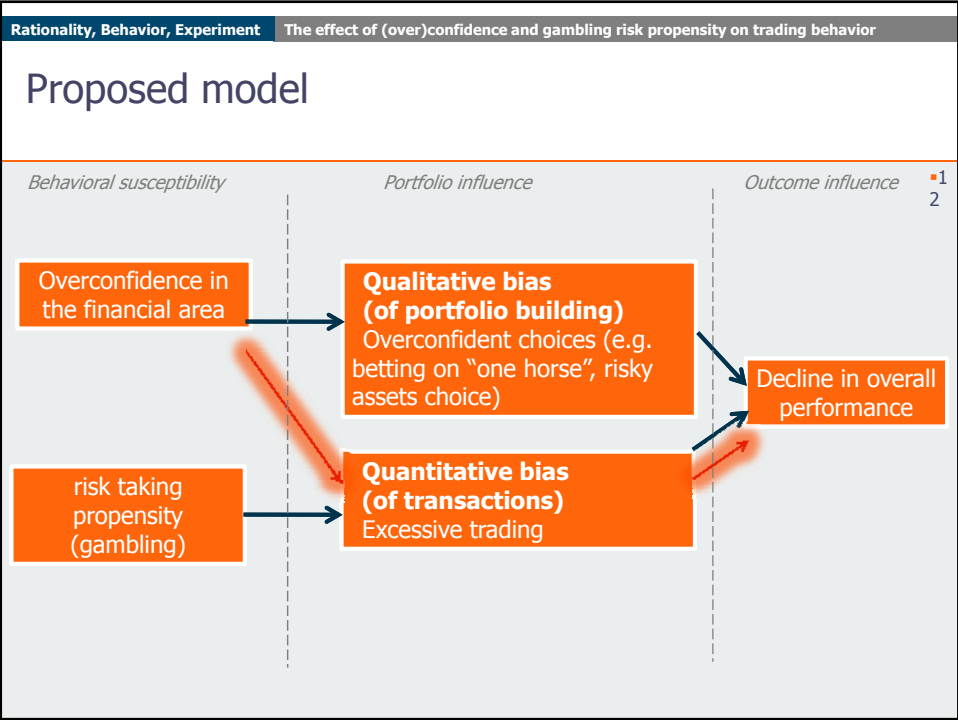 Rationality, Behavior, Experiment
The effect of (over)confidence and gambling risk propensity on trading behavior
Proposed model
Behavioral susceptibility
Portfolio influence
Outcome influence
▪1
2
Overconfidence in
the financial area
Qualitative bias
(of portfolio building)
Overconfident choices (e.g.
betting on “one horse”, risky
assets choice)
Decline in overall
performance
risk taking
propensity
(gambling)
Quantitative bias
(of transactions)
Excessive trading